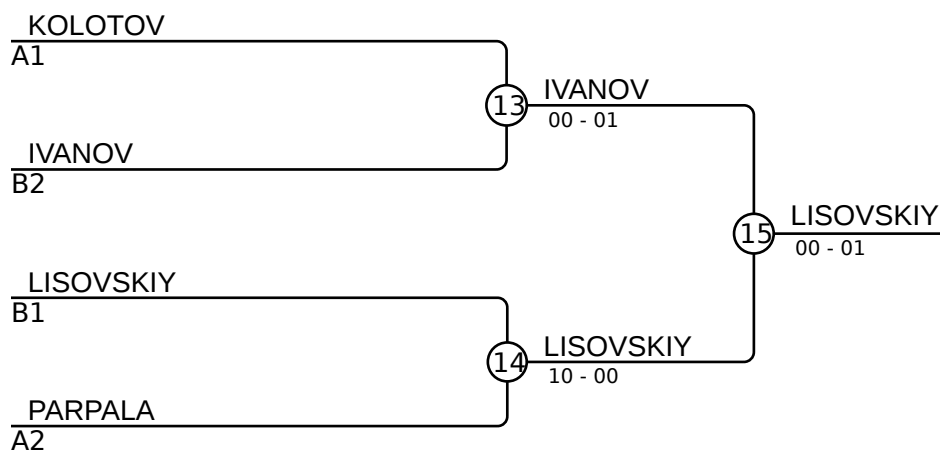 KOLOTOV
A1
13
IVANOV
00 - 01
IVANOV
B2
15
LISOVSKIY
00 - 01
LISOVSKIY
B1
14
LISOVSKIY
10 - 00
PARPALA
A2